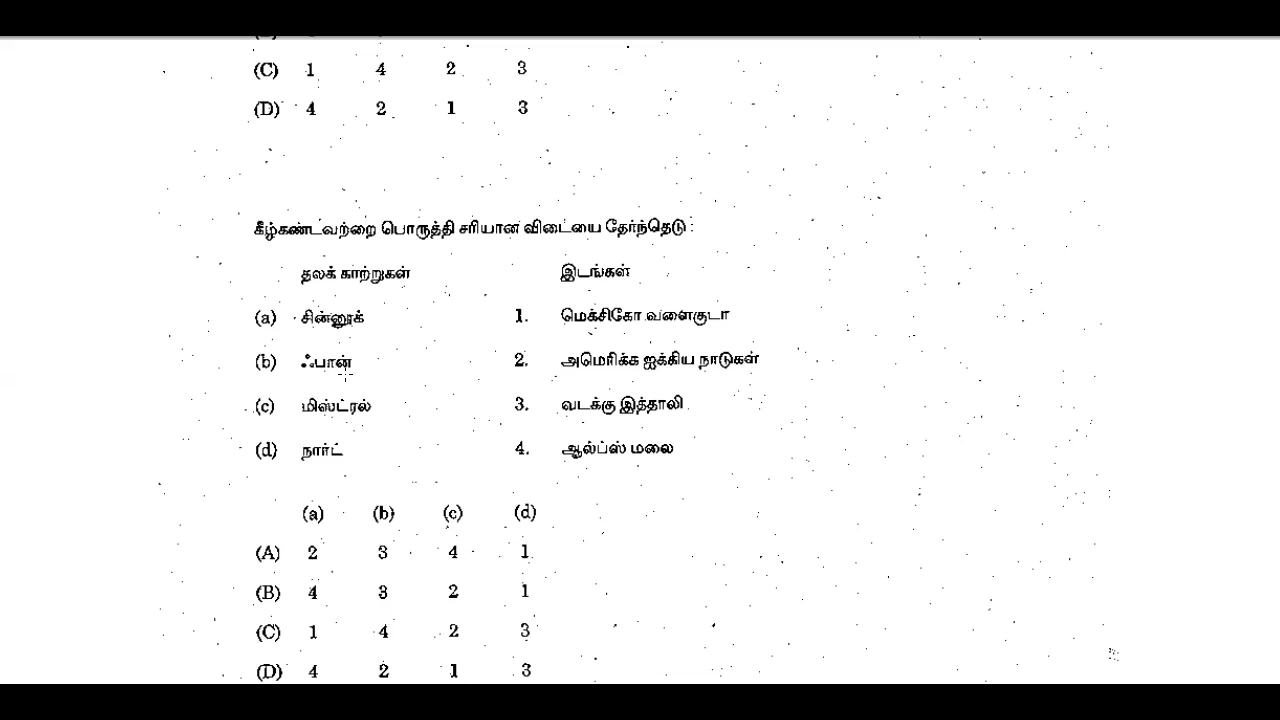 (C) 1 4 2 3
(D) 4 2 1 3
கீழ்கண்டவற்றை பொருத்தி சரியான விடையை தேர்ந்தெடு :
தலக் காற்றுகள் இடங்கள்
(a) சின்னூக் 1. மெக்சிகோ வளைகுடா
(b) ஃபான் 2. அமெரிக்க ஐக்கிய நாடுகள்
(c) மிஸ்ட்ரல் 3. வடக்கு இத்தாலி
(d) நார்ட் 4. ஆல்ப்ஸ் மலை
(a) (b) (c) (d)
(A) 2 3 4 1
(B) 4 3 2 1
(C) 1 4 2 3
(D) 4 2 1 3